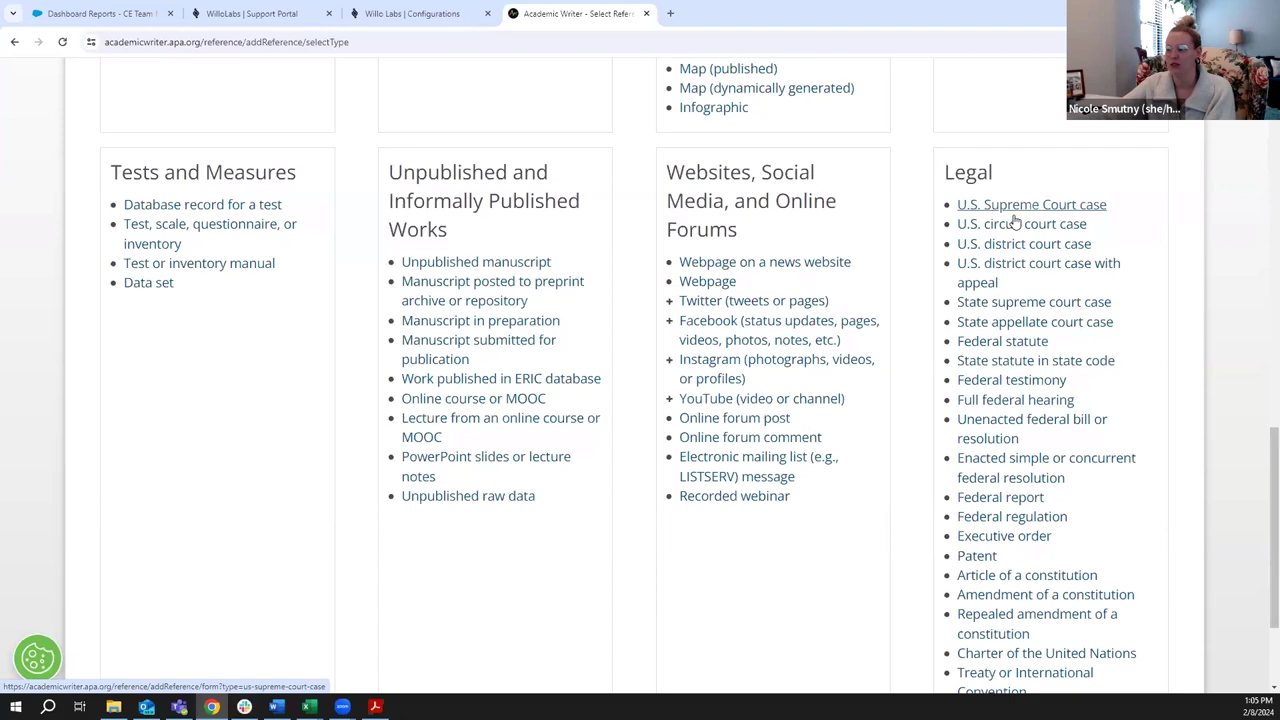 Dashboard Reports - CE Team
WilloLabs | Support Portal
Willo Labs | Configurations
Academic Writer - Select Refere
academicwriter.apa.org/reference/addReference/selectType
Nicole Smutny (she/h...
Map (published)
Map (dynamically generated)
Infographic
Tests and Measures
Database record for a test
Test, scale, questionnaire, or
inventory
Test or inventory manual
Data set
Unpublished and
Informally Published
Works
Unpublished manuscript
Manuscript posted to preprint
archive or repository
Manuscript in preparation
Manuscript submitted for
publication
Work published in ERIC database
Online course or MOOC
Lecture from an online course or
MOOC
PowerPoint slides or lecture
notes
Unpublished raw data
Websites, Social
Media, and Online
Forums
Webpage on a news website
Webpage
Twitter (tweets or pages)
Facebook (status updates, pages,
videos, photos, notes, etc.)
Instagram (photographs, videos,
or profiles)
YouTube (video or channel)
Online forum post
Online forum comment
Electronic mailing list (e.g.,
LISTSERV) message
Recorded webinar
Legal
U.S. Supreme Court case
U.S. circuit court case
U.S. district court case
U.S. district court case with
appeal
State supreme court case
State appellate court case
Federal statute
State statute in state code
Federal testimony
Full federal hearing
Unenacted federal bill or
resolution
Enacted simple or concurrent
federal resolution
Federal report
Federal regulation
Executive order
Patent
Article of a constitution
Amendment of a constitution
Repealed amendment of a
constitution
Charter of the United Nations
Treaty or International
Convention
https://academicwriter.apa.org/reference/addReference/form?type=us-supreme-court-case
1:05 PM
2/8/2024